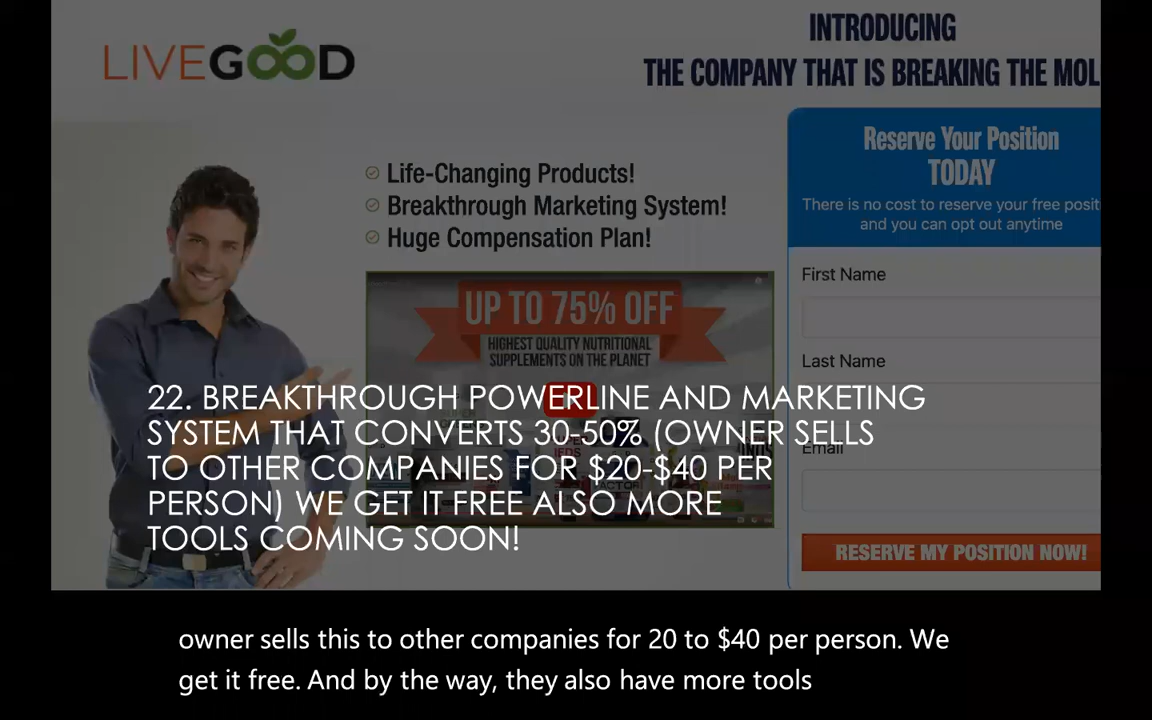 LIVEGOOD
INTRODUCING
THE COMPANY THAT IS BREAKING THE MOL
Life-Changing Products!
Breakthrough Marketing System!
Huge Compensation Plan!
Reserve Your Position
TODAY
There is no cost to reserve your free posit
and you can opt out anytime
First Name
Last Name
Email
RESERVE MY POSITION NOW!
UP TO 75% OFF
HIGHEST QUALITY NUTRITIONAL
SUPPLEMENTS ON THE PLANET
22. BREAKTHROUGH POWERLINE AND MARKETING
SYSTEM THAT CONVERTS 30-50% (OWNER SELLS
TO OTHER COMPANIES FOR $20-$40 PER
PERSON) WE GET IT FREE ALSO MORE
TOOLS COMING SOON!
owner sells this to other companies for 20 to $40 per person. We
get it free. And by the way, they also have more tools